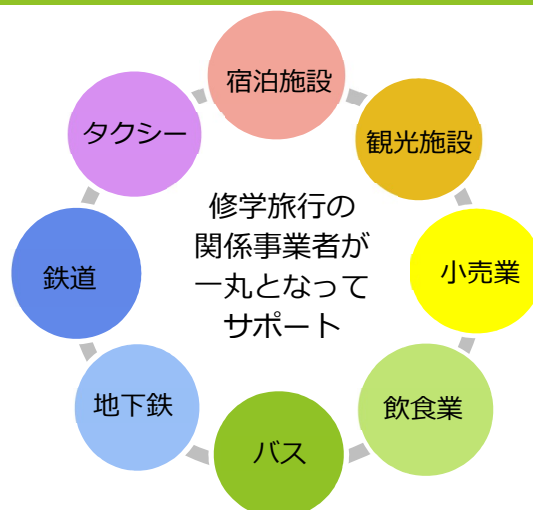 宿泊施設
観光施設
小売業
飲食業
バス
地下鉄
鉄道
タクシー
修学旅行の
関係事業者が
一丸となって
サポート